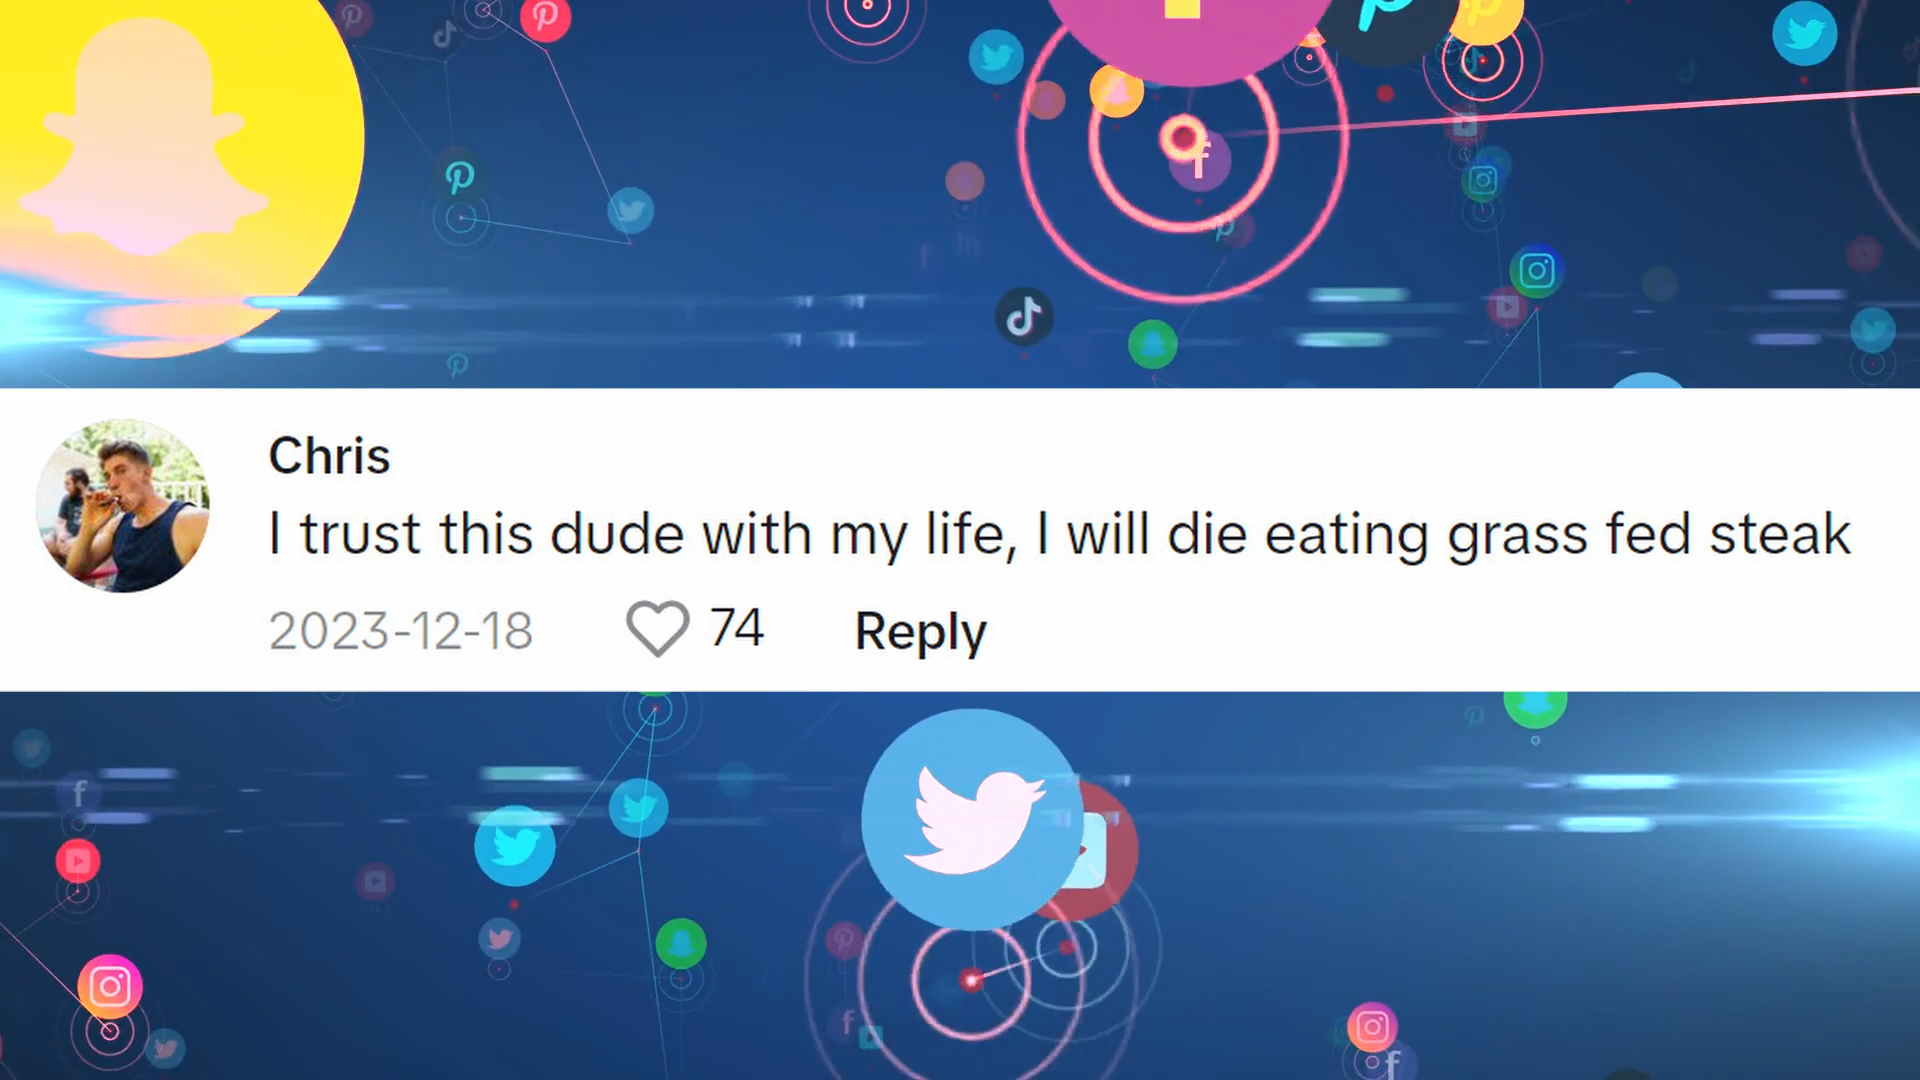 Chris
I trust this dude with my life, I will die eating grass fed steak
2023-12-18
74
Reply